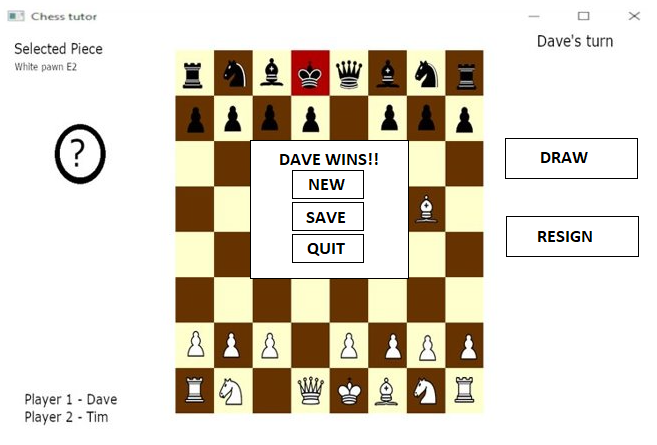 Chess tutor
Selected Piece
White pawn E2
Dave's turn
?
DAVE WINS!!
NEW
SAVE
QUIT
DRAW
RESIGN
Player 1 - Dave
Player 2 - Tim